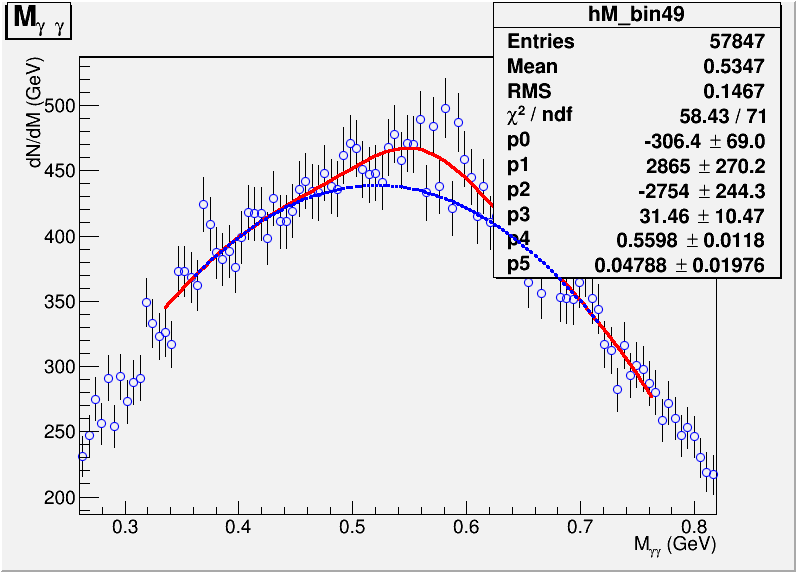 M γ γ
hM_bin49
Entries 57847
Mean 0.5347
RMS 0.1467
χ² / ndf 58.43 / 71
p0 -306.4 ± 69.0
p1 2865 ± 270.2
p2 -2754 ± 244.3
p3 31.46 ± 10.47
p4 0.5598 ± 0.0118
p5 0.04788 ± 0.01976
dN/dM (GeV)
500
450
400
350
300
250
200
0.3 0.4 0.5 0.6 0.7 0.8
Mγγ (GeV)